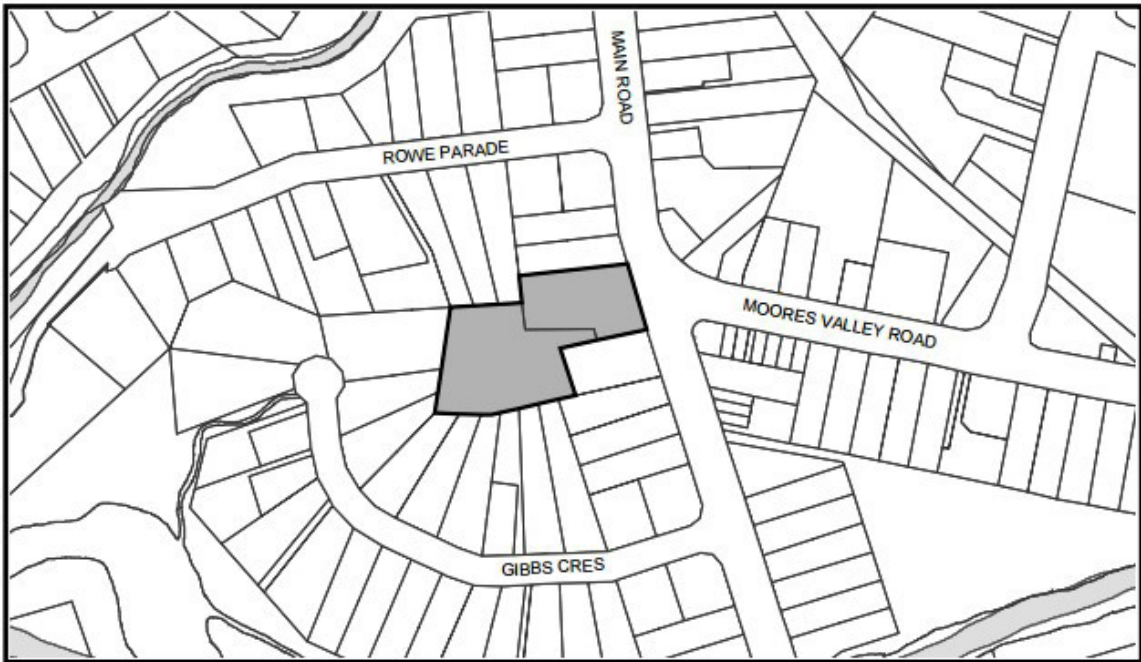 MAIN ROAD
ROWE PARADE
MOORES VALLEY ROAD
GIBBS CRES